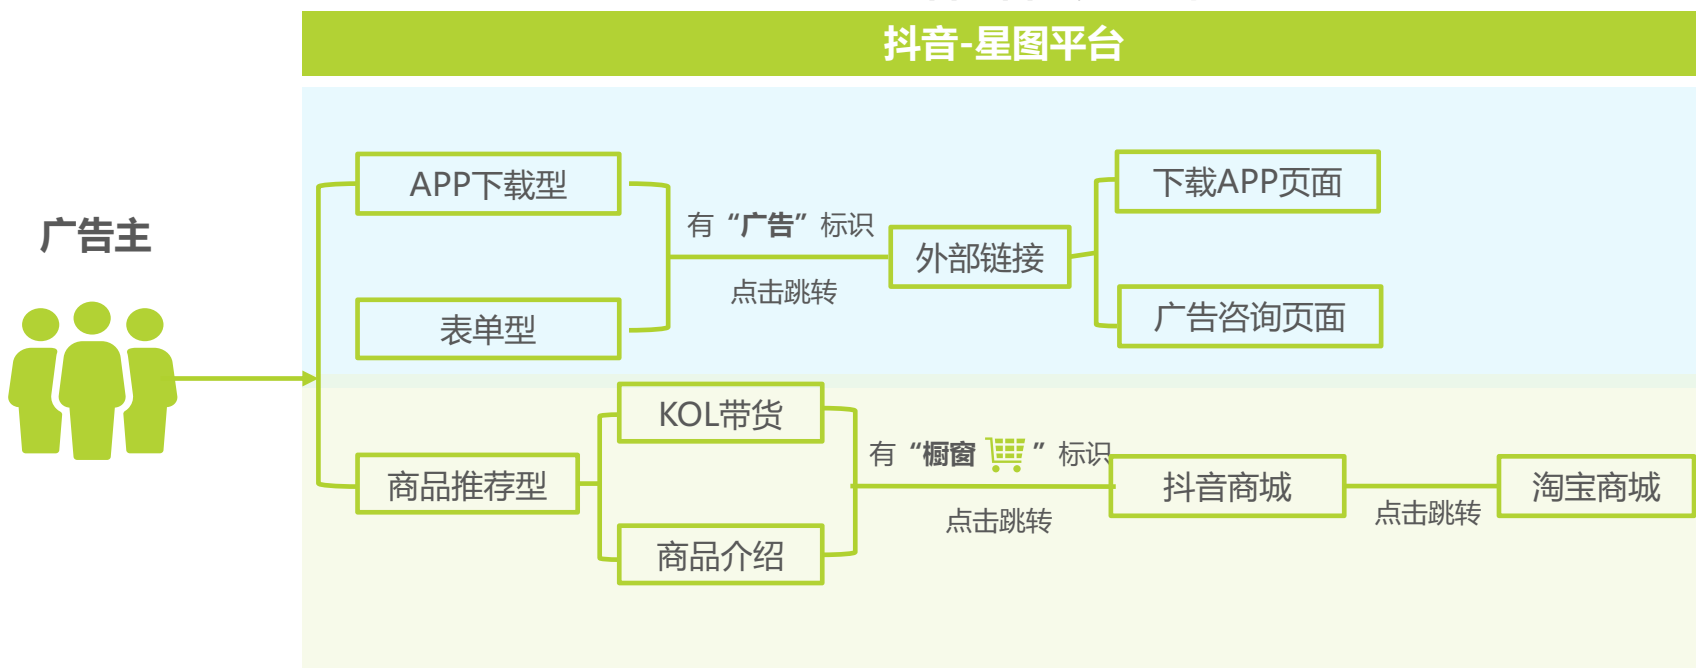 抖音-星图平台
广告主
APP下载型
表单型
有“广告”标识
点击跳转
外部链接
下载APP页面
广告咨询页面
商品推荐型
KOL带货
商品介绍
有“橱窗”标识
点击跳转
抖音商城
点击跳转
淘宝商城